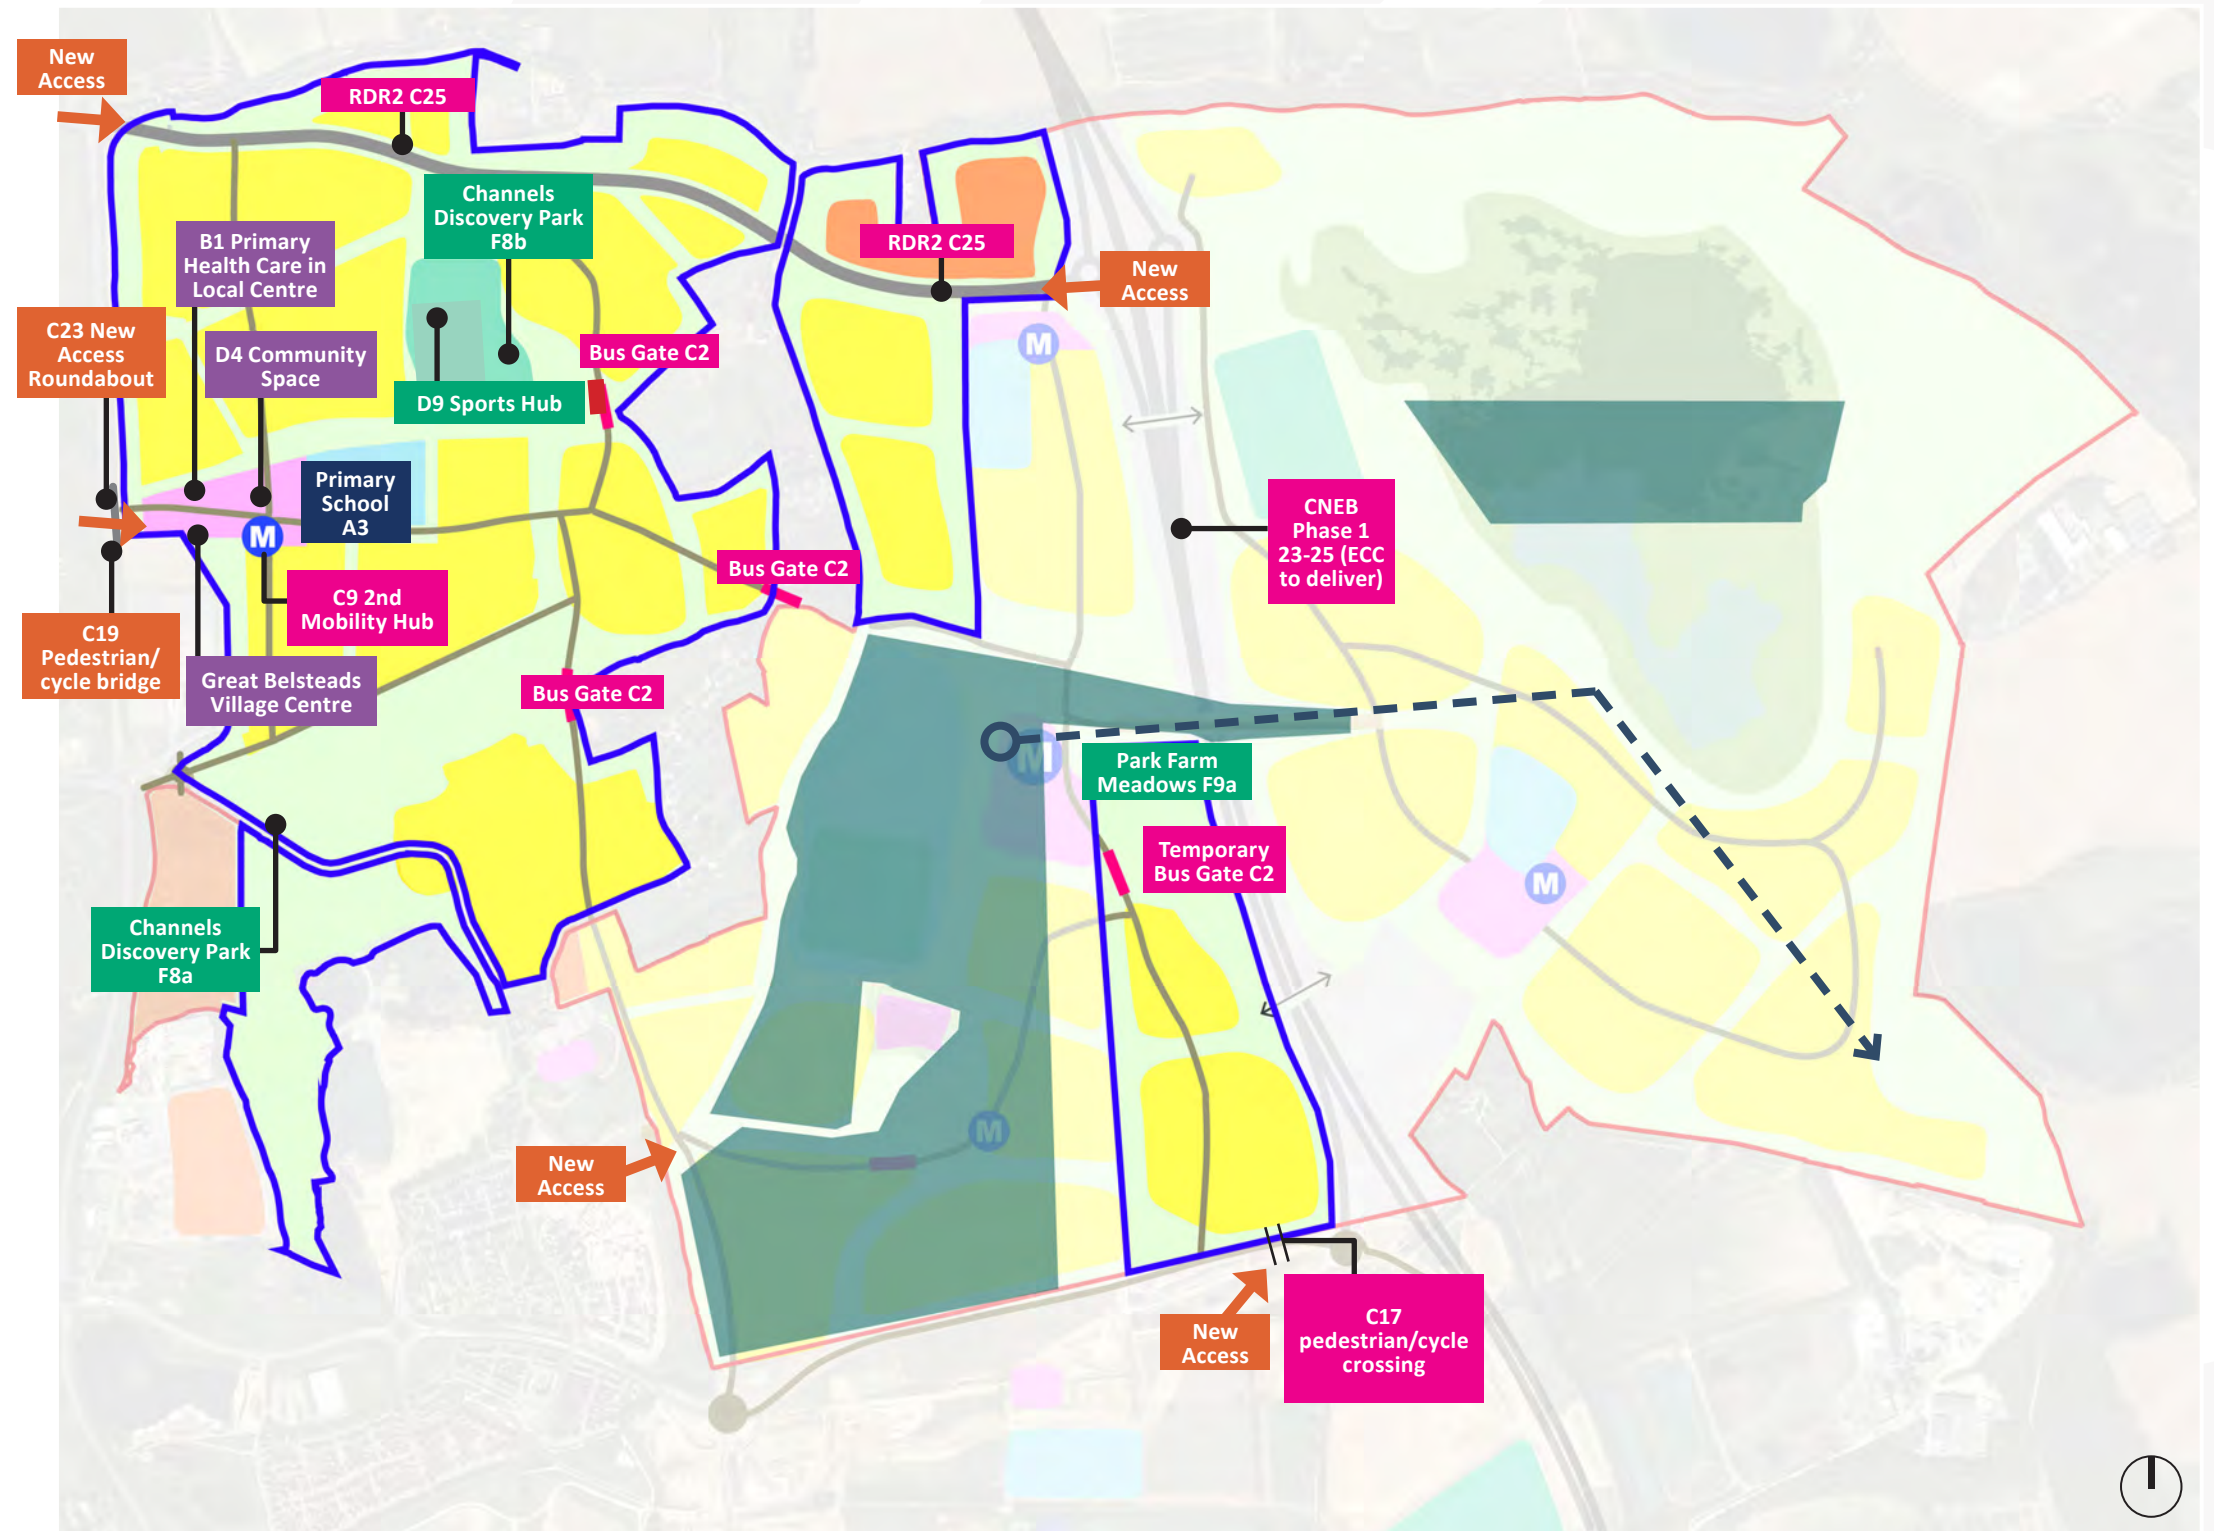 New
Access
RDR2 C25
Channels
Discovery Park
F8b
B1 Primary
Health Care in
Local Centre
RDR2 C25
New
Access
C23 New
Access
Roundabout
D4 Community
Space
Bus Gate C2
M
D9 Sports Hub
Primary
School
A3
CNEB
Phase 1
23-25 (ECC
to deliver)
M
Bus Gate C2
C9 2nd
Mobility Hub
C19
Pedestrian/
cycle bridge
Great Belsteads
Village Centre
Bus Gate C2
M
Park Farm
Meadows F9a
Temporary
Bus Gate C2
M
Channels
Discovery Park
F8a
M
New
Access
New
Access
C17
pedestrian/cycle
crossing